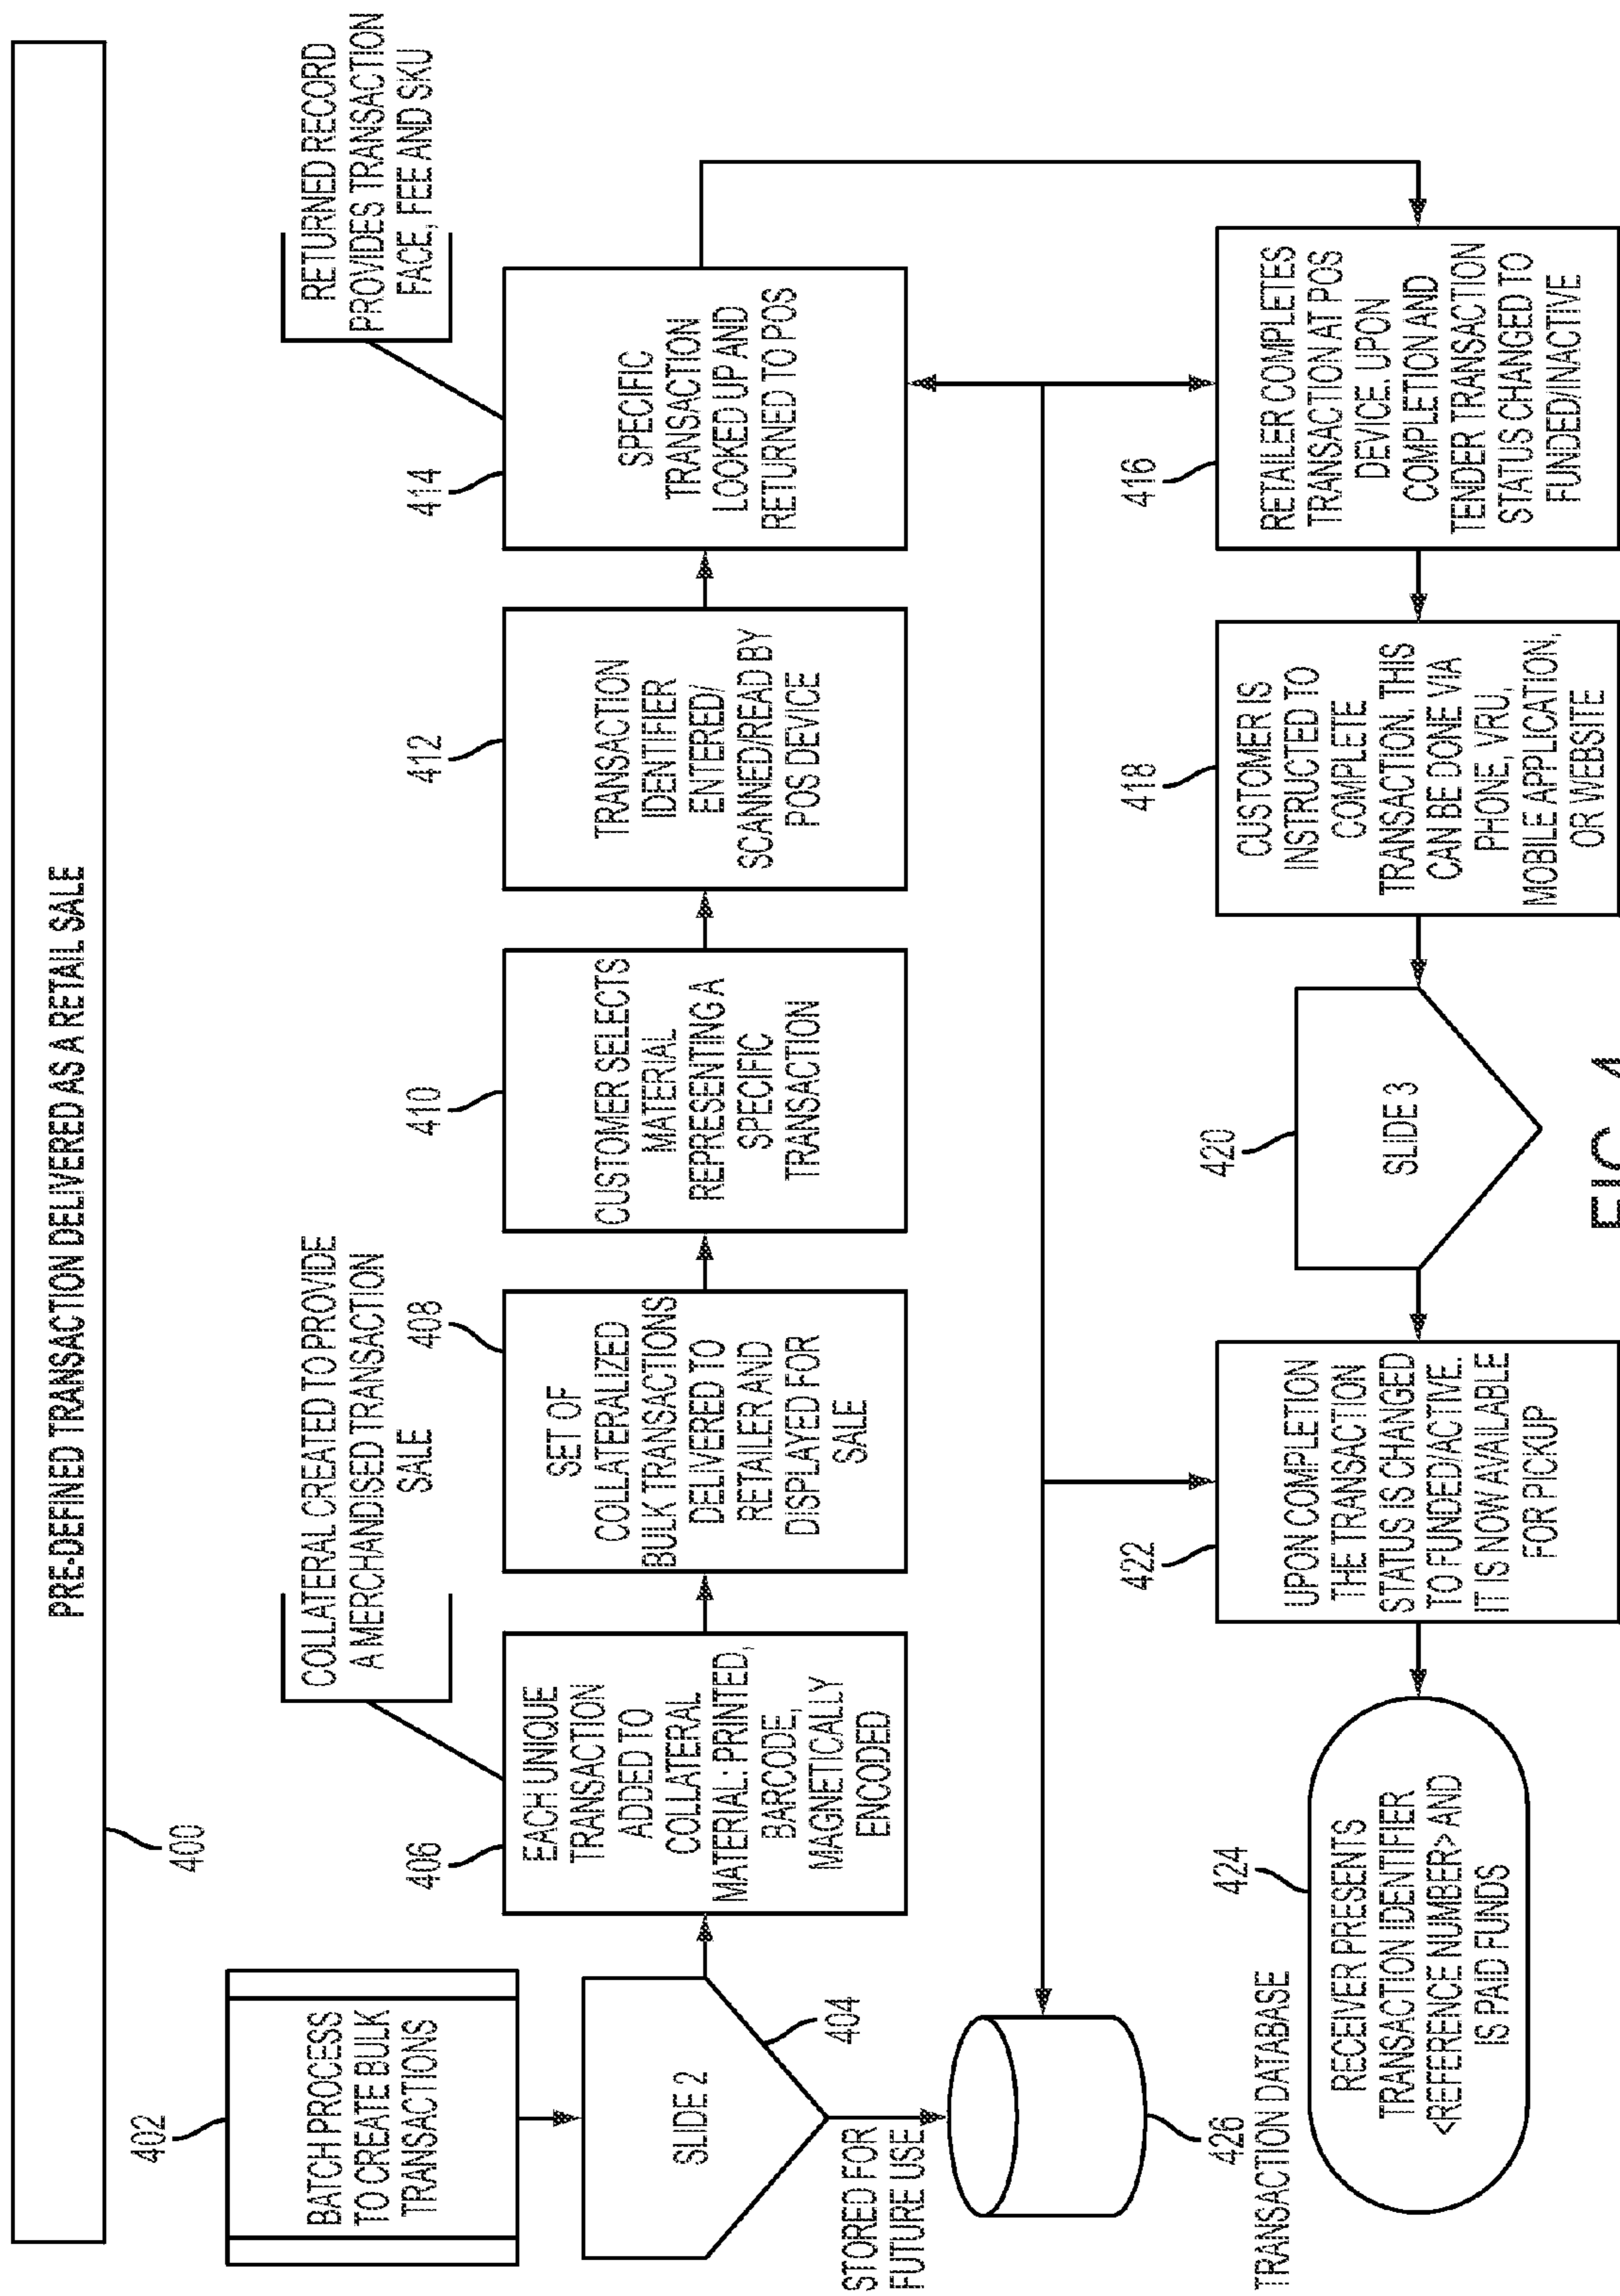 PRE-DEFINED TRANSACTION DELIVERED AS A RETAIL SALE
400
402
BATCH PROCESS
TO CREATE BULK
TRANSACTIONS
SLIDE 2
404
STORED FOR
FUTURE USE
COLLATERAL CREATED TO PROVIDE
A MERCHANDISED TRANSACTION
SALE
406
EACH UNIQUE
TRANSACTION
ADDED TO
COLLATERAL
MATERIAL: PRINTED,
BARCODE,
MAGNETICALLY
ENCODED
408
SET OF
COLLATERALIZED
BULK TRANSACTIONS
DELIVERED TO
RETAILER AND
DISPLAYED FOR
SALE
410
CUSTOMER SELECTS
MATERIAL
REPRESENTING A
SPECIFIC
TRANSACTION
412
TRANSACTION
IDENTIFIER
ENTERED/
SCANNED/READ BY
POS DEVICE
RETURNED RECORD
PROVIDES TRANSACTION
FACE, FEE AND SKU
414
SPECIFIC
TRANSACTION
LOOKED UP AND
RETURNED TO POS
416
RETAILER COMPLETES
TRANSACTION AT POS
DEVICE. UPON
COMPLETION AND
TENDER TRANSACTION
STATUS CHANGED TO
FUNDED/INACTIVE
418
CUSTOMER IS
INSTRUCTED TO
COMPLETE
TRANSACTION. THIS
CAN BE DONE VIA
PHONE, VRU,
MOBILE APPLICATION,
OR WEBSITE
420
SLIDE 3
422
UPON COMPLETION
THE TRANSACTION
STATUS IS CHANGED
TO FUNDED/ACTIVE.
IT IS NOW AVAILABLE
FOR PICKUP
426
TRANSACTION DATABASE
424
RECEIVER PRESENTS
TRANSACTION IDENTIFIER
<REFERENCE NUMBER> AND
IS PAID FUNDS